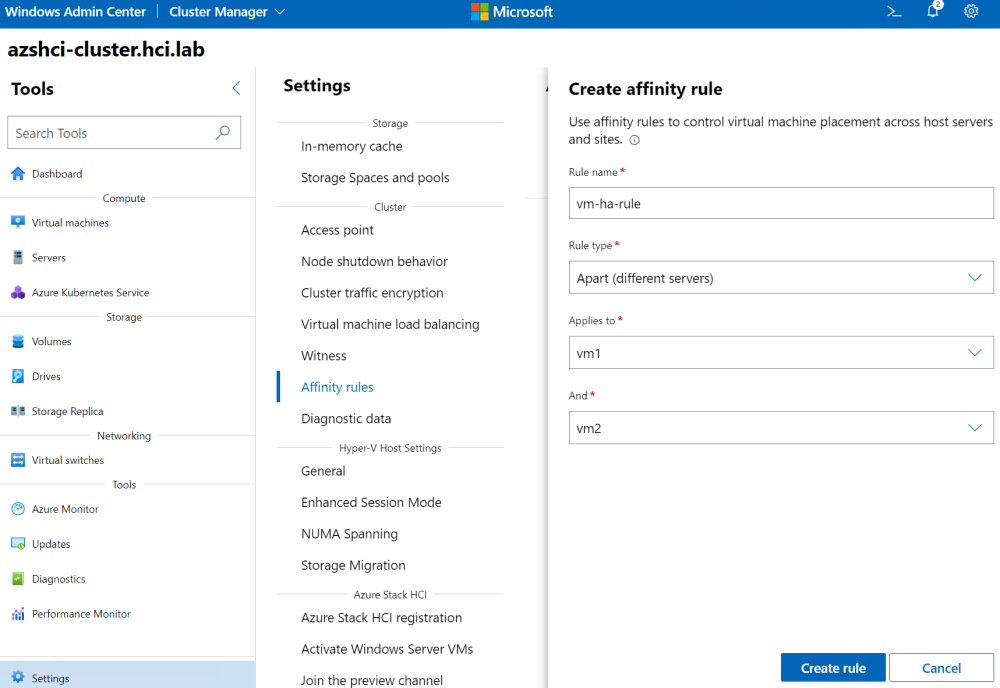 Windows Admin Center
Cluster Manager
Microsoft
2
azshci-cluster.hci.lab
Tools
Search Tools
Dashboard
Compute
Virtual machines
Servers
Azure Kubernetes Service
Storage
Volumes
Drives
Storage Replica
Networking
Virtual switches
Tools
Azure Monitor
Updates
Diagnostics
Performance Monitor
Settings
Settings
Storage
In-memory cache
Storage Spaces and pools
Cluster
Access point
Node shutdown behavior
Cluster traffic encryption
Virtual machine load balancing
Witness
Affinity rules
Diagnostic data
Hyper-V Host Settings
General
Enhanced Session Mode
NUMA Spanning
Storage Migration
Azure Stack HCI
Azure Stack HCI registration
Activate Windows Server VMs
Join the preview channel
Create affinity rule
Use affinity rules to control virtual machine placement across host servers
and sites.
Rule name *
vm-ha-rule
Rule type *
Apart (different servers)
Applies to *
vm1
And *
vm2
Create rule
Cancel